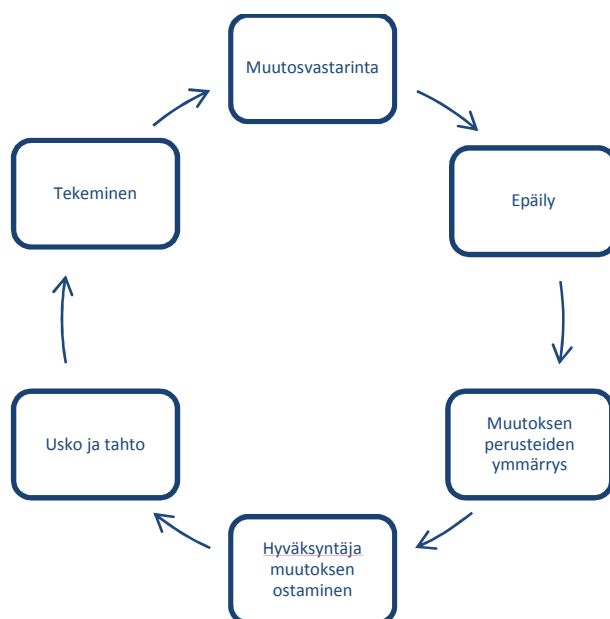 Muutosvastarinta
Epäily
Muutoksen
perusteiden
ymmärrys
Hyväksyntäja
muutoksen
ostaminen
Usko ja tahto
Tekeminen